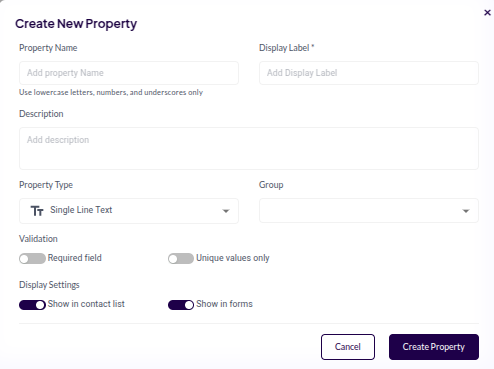 ×
Create New Property
Property Name
Display Label *
Add property Name
Add Display Label
Use lowercase letters, numbers, and underscores only
Description
Add description
Property Type
Group
Tт Single Line Text
Validation
Required field
Unique values only
Display Settings
Show in contact list
Show in forms
Cancel
Create Property